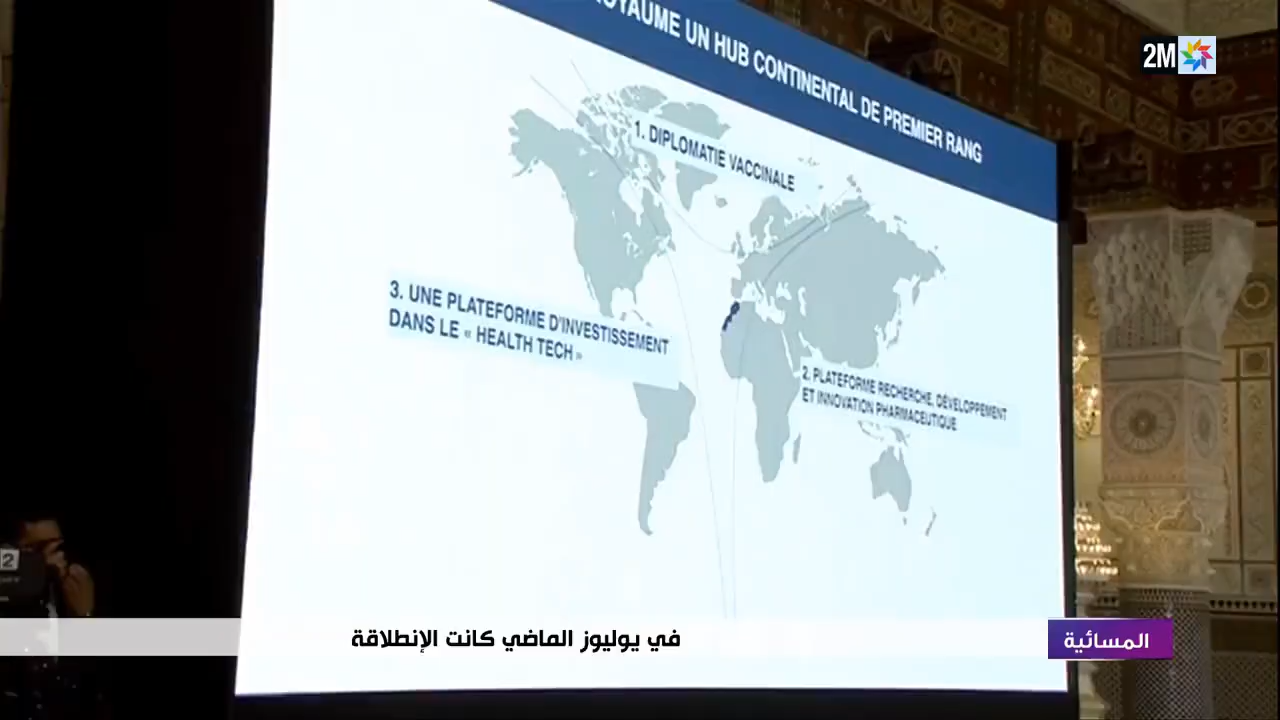 2M
ROYAUME UN HUB CONTINENTAL DE PREMIER RANG
1. DIPLOMATIE VACCINALE
3. UNE PLATEFORME D'INVESTISSEMENT
DANS LE « HEALTH TECH »
2. PLATEFORME RECHERCHE, DÉVELOPPEMENT
ET INNOVATION PHARMACEUTIQUE
2
في يوليوز الماضي كانت الإنطلاقة
المسائية